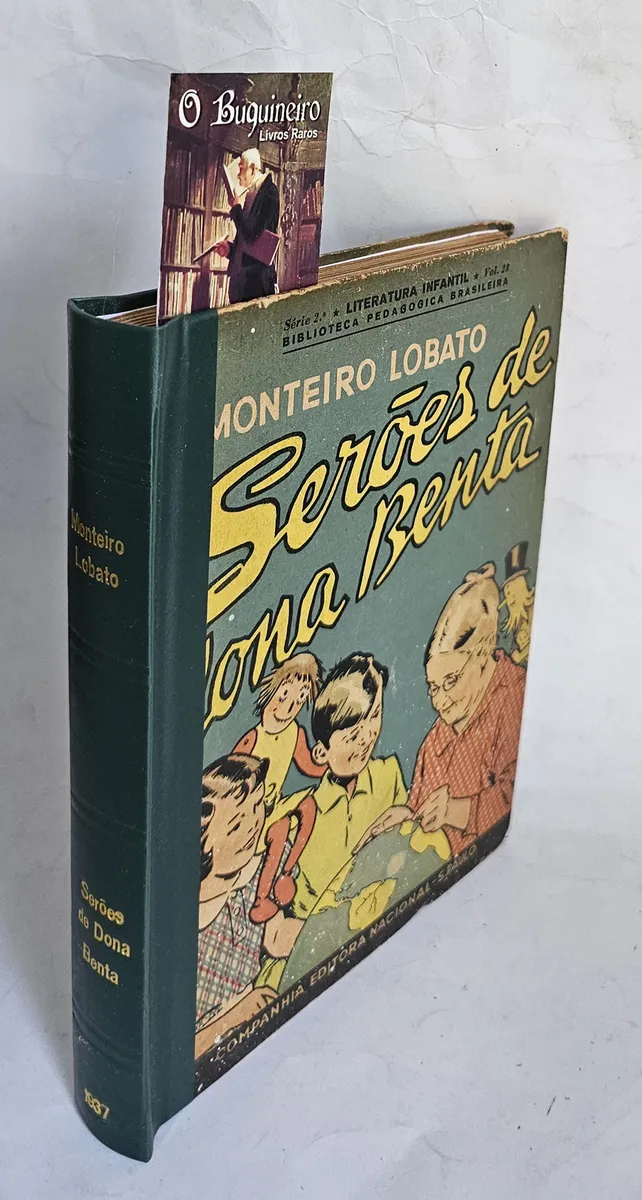 O Buquineiro
Livros Raros
Série 2.ª ★ LITERATURA INFANTIL ★ Vol. 28
BIBLIOTECA PEDAGOGICA BRASILEIRA
MONTEIRO LOBATO
Serões de
Dona Benta
COMPANHIA EDITORA NACIONAL - S. PAULO
Monteiro
Lobato
Serões
de Dona
Benta
1937